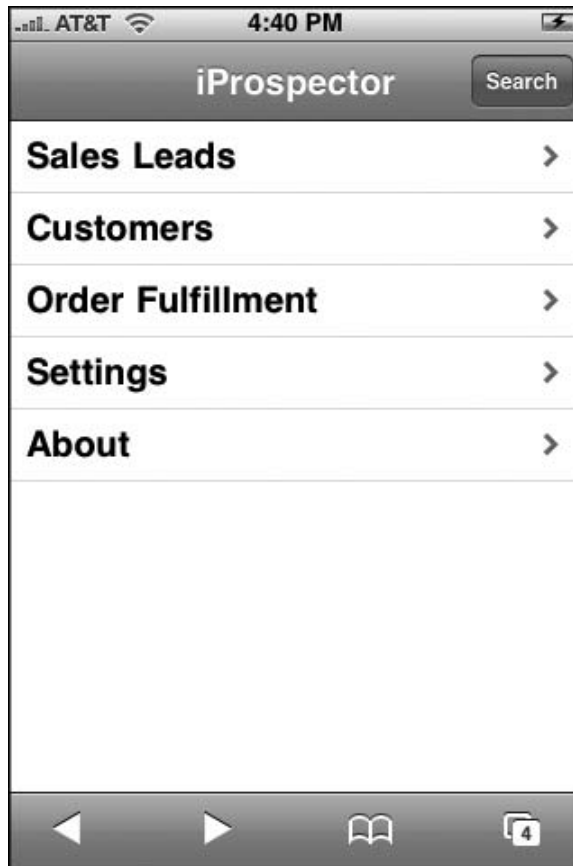 AT&T 4:40 PM
iProspector Search
Sales Leads
Customers
Order Fulfillment
Settings
About
4